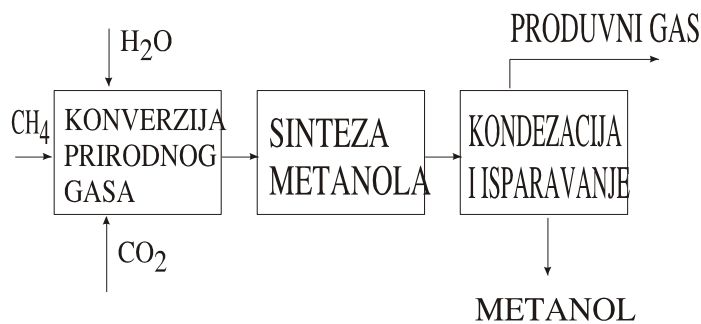 PRODUVNI GAS
H2O
CH4
KONVERZIJA
PRIRODNOG
GASA
SINTEZA
METANOLA
KONDEZACIJA
I ISPARAVANJE
CO2
METANOL